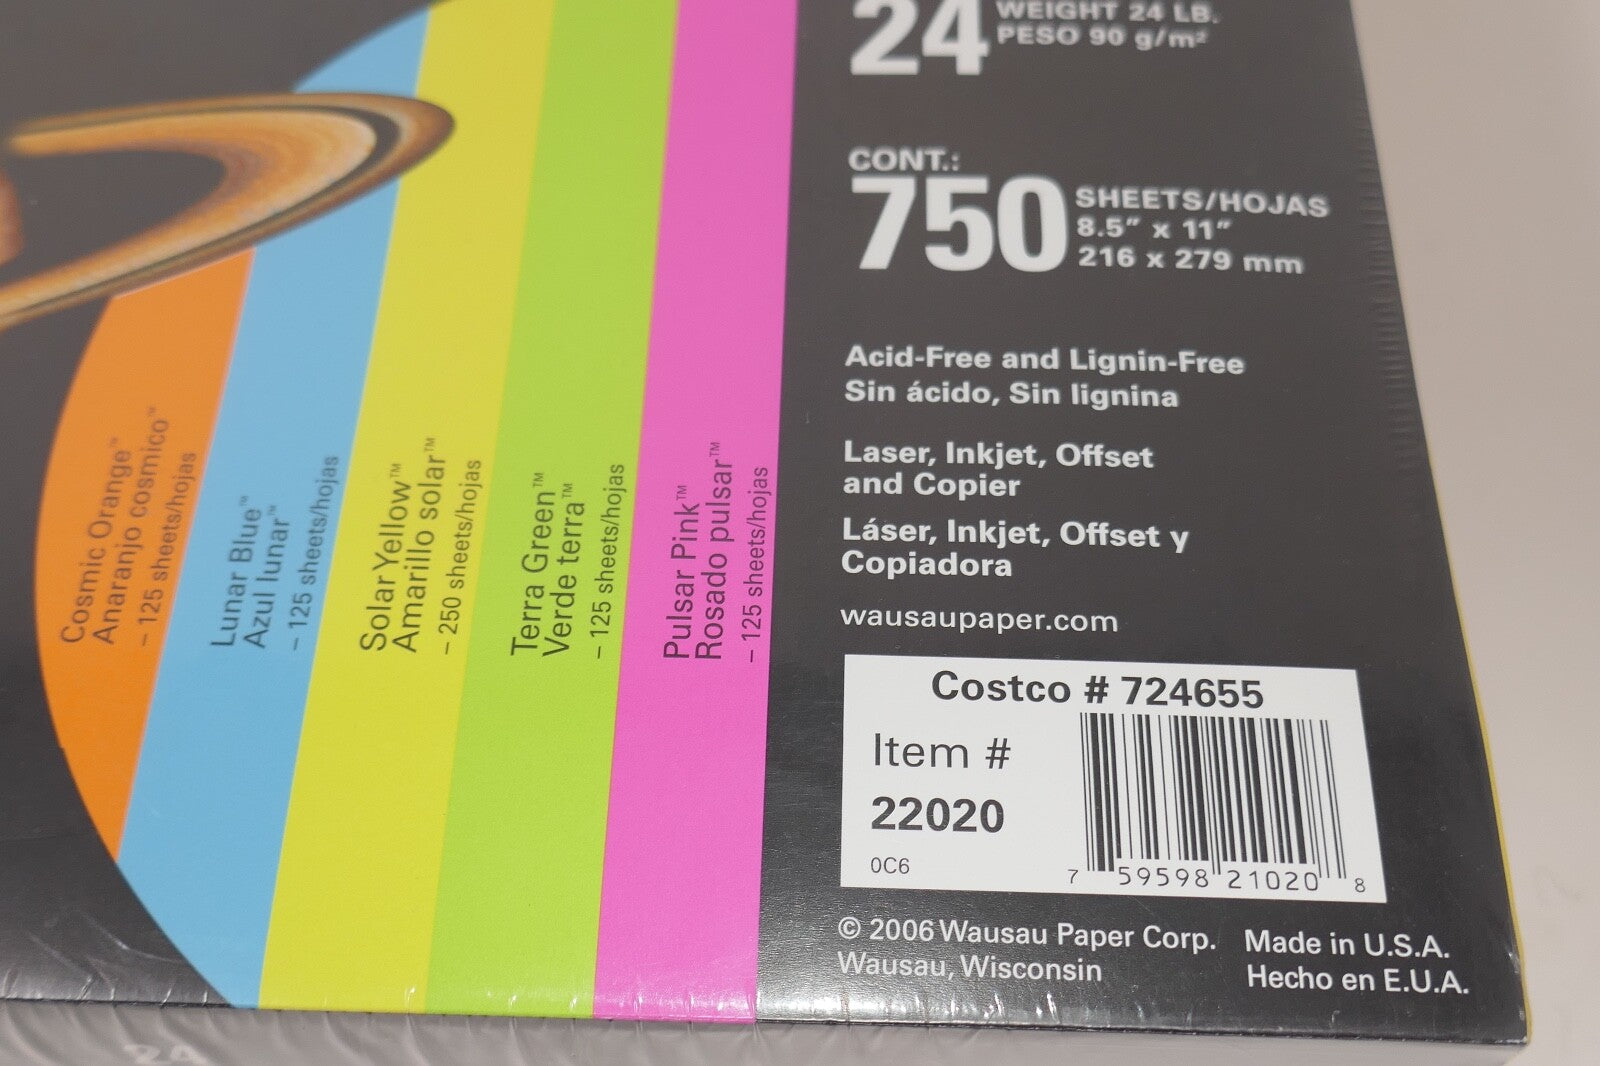 24
WEIGHT 24 LB.
PESO 90 g/m²
CONT.:
750
SHEETS/HOJAS
8.5” x 11”
216 x 279 mm
Acid-Free and Lignin-Free
Sin ácido, Sin lignina
Laser, Inkjet, Offset
and Copier
Láser, Inkjet, Offset y
Copiadora
wausaupaper.com
Costco # 724655
Item #
22020
0C6
7 59598 21020 8
© 2006 Wausau Paper Corp.
Wausau, Wisconsin
Made in U.S.A.
Hecho en E.U.A.
Cosmic Orange™
Anaranjo cosmico™
– 125 sheets/hojas
Lunar Blue™
Azul lunar™
– 125 sheets/hojas
Solar Yellow™
Amarillo solar™
– 250 sheets/hojas
Terra Green™
Verde terra™
– 125 sheets/hojas
Pulsar Pink™
Rosado pulsar™
– 125 sheets/hojas